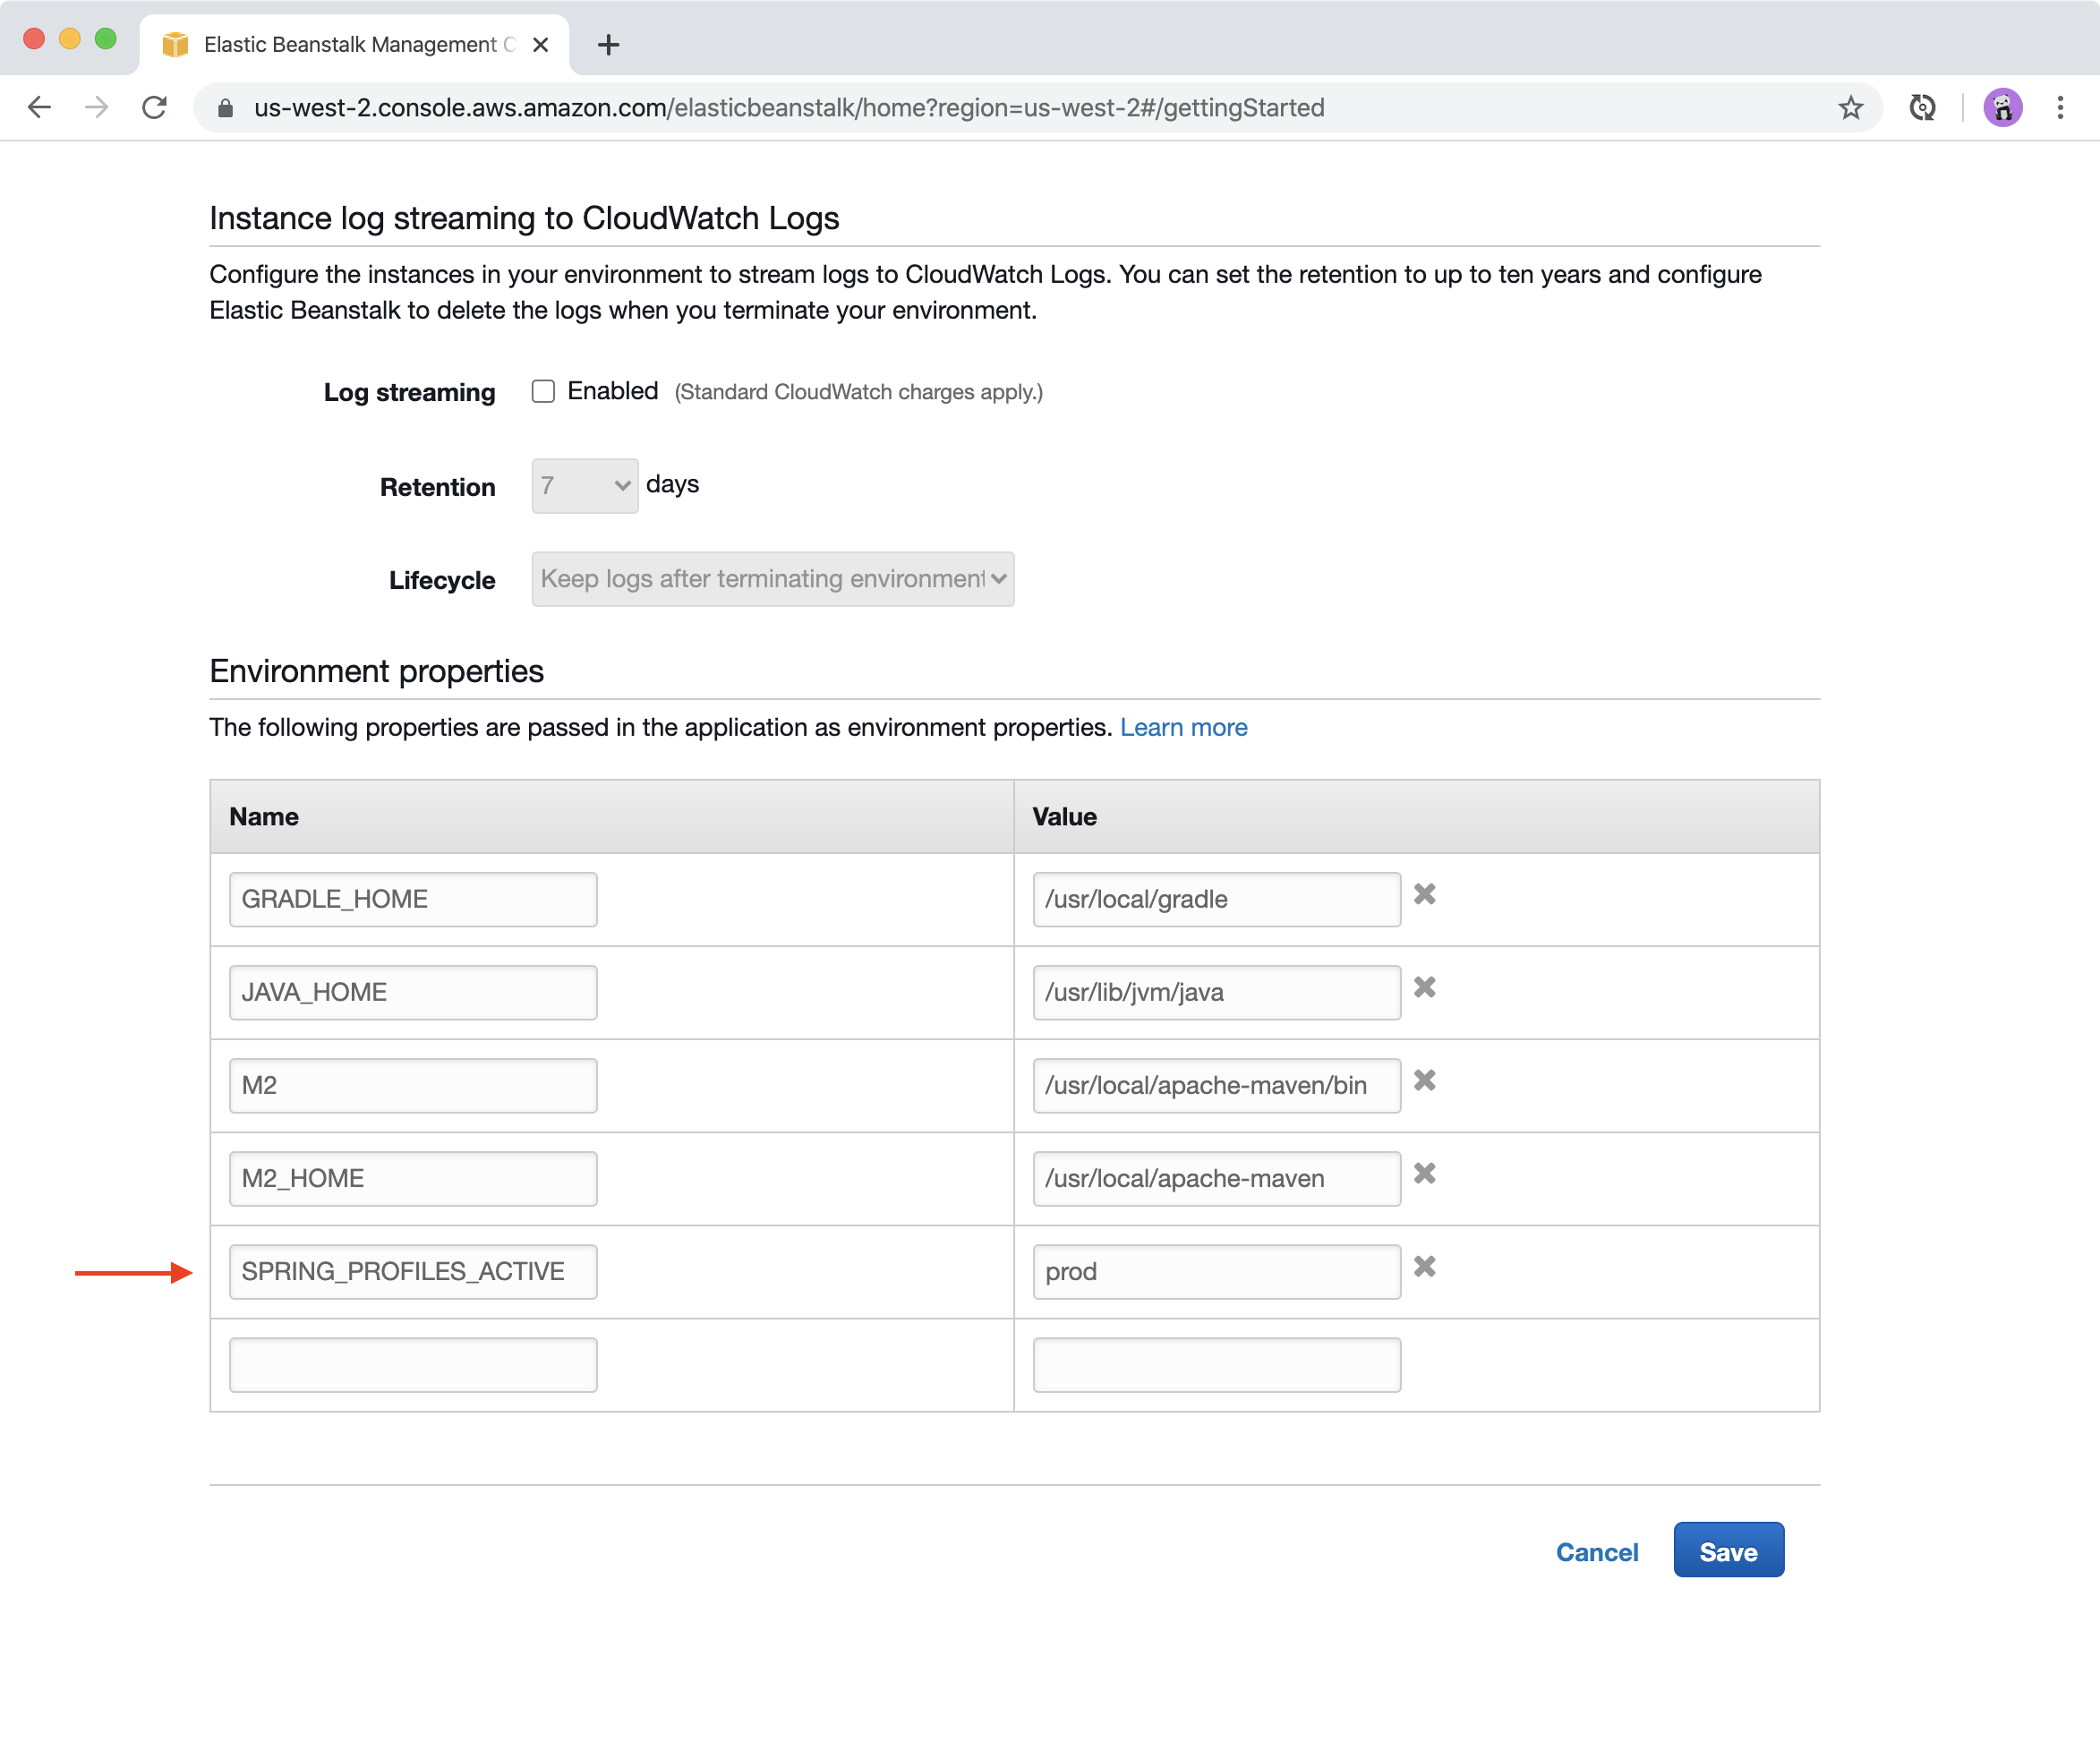 Elastic Beanstalk Management C
us-west-2.console.aws.amazon.com/elasticbeanstalk/home?region=us-west-2#/gettingStarted
Instance log streaming to CloudWatch Logs
Configure the instances in your environment to stream logs to CloudWatch Logs. You can set the retention to up to ten years and configure
Elastic Beanstalk to delete the logs when you terminate your environment.
Log streaming Enabled (Standard CloudWatch charges apply.)
Retention 7 days
Lifecycle Keep logs after terminating environment
Environment properties
The following properties are passed in the application as environment properties. Learn more
Name Value
GRADLE_HOME /usr/local/gradle
JAVA_HOME /usr/lib/jvm/java
M2 /usr/local/apache-maven/bin
M2_HOME /usr/local/apache-maven
SPRING_PROFILES_ACTIVE prod
Cancel Save